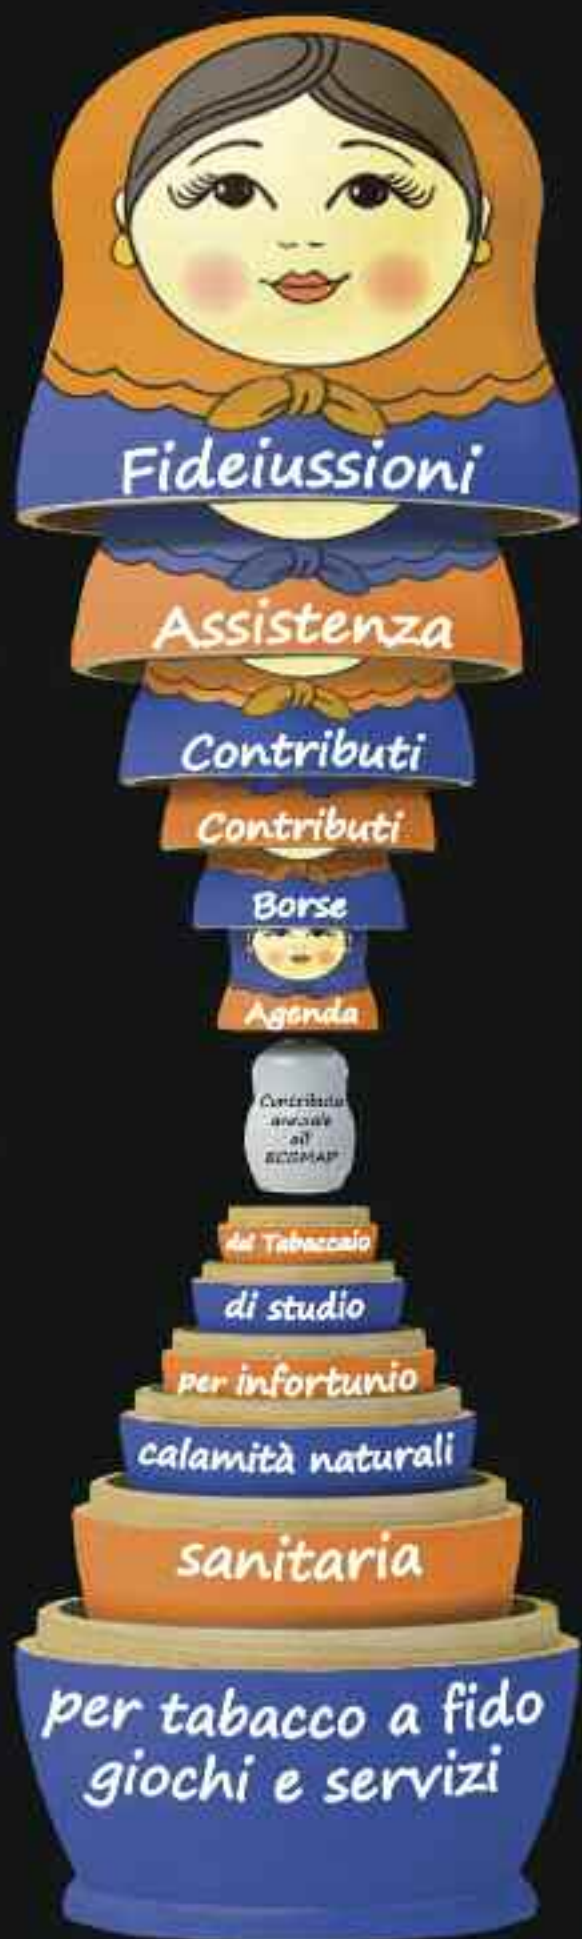 Fideiussioni
Assistenza
Contributi
Contributi
Borse
Agenda
Contributo
annuale
all'
ECOMAP
del Tabaccaio
di studio
per infortunio
calamità naturali
sanitaria
per tabacco a fido
giochi e servizi